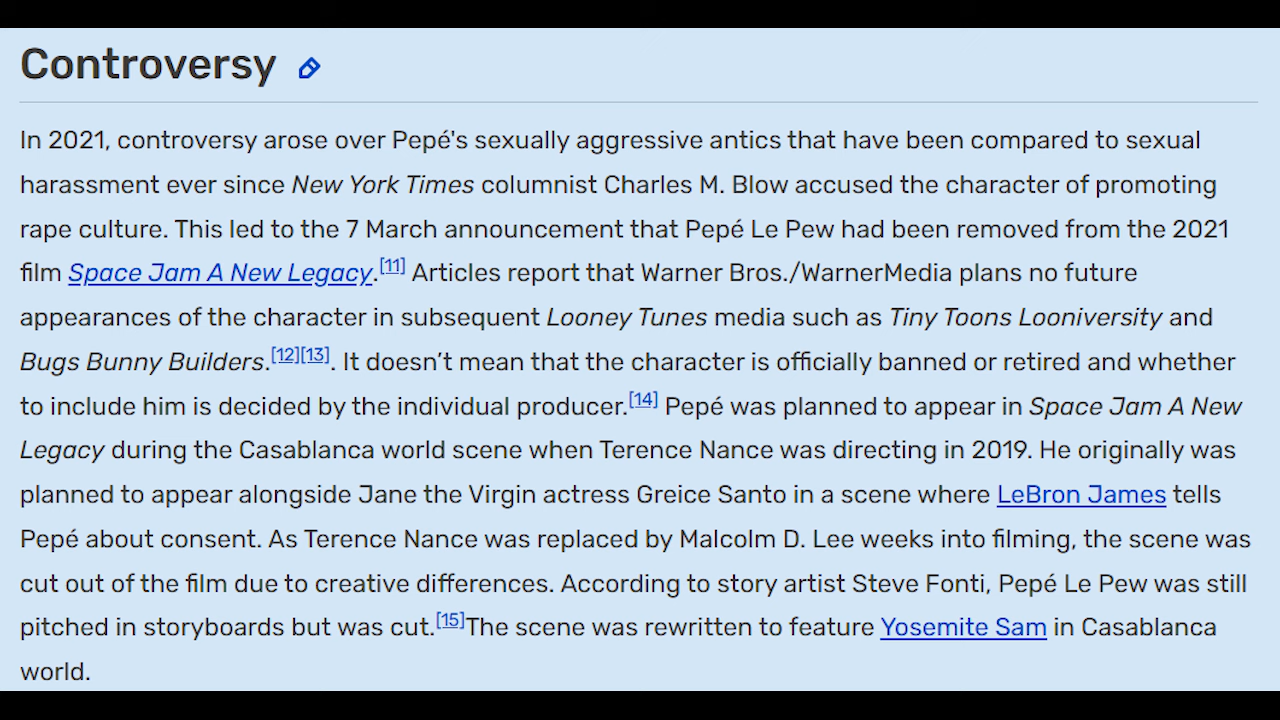 Controversy
In 2021, controversy arose over Pepé's sexually aggressive antics that have been compared to sexual
harassment ever since New York Times columnist Charles M. Blow accused the character of promoting
rape culture. This led to the 7 March announcement that Pepé Le Pew had been removed from the 2021
film Space Jam A New Legacy.[11] Articles report that Warner Bros./WarnerMedia plans no future
appearances of the character in subsequent Looney Tunes media such as Tiny Toons Looniversity and
Bugs Bunny Builders.[12][13]. It doesn’t mean that the character is officially banned or retired and whether
to include him is decided by the individual producer.[14] Pepé was planned to appear in Space Jam A New
Legacy during the Casablanca world scene when Terence Nance was directing in 2019. He originally was
planned to appear alongside Jane the Virgin actress Greice Santo in a scene where LeBron James tells
Pepé about consent. As Terence Nance was replaced by Malcolm D. Lee weeks into filming, the scene was
cut out of the film due to creative differences. According to story artist Steve Fonti, Pepé Le Pew was still
pitched in storyboards but was cut.[15]The scene was rewritten to feature Yosemite Sam in Casablanca
world.